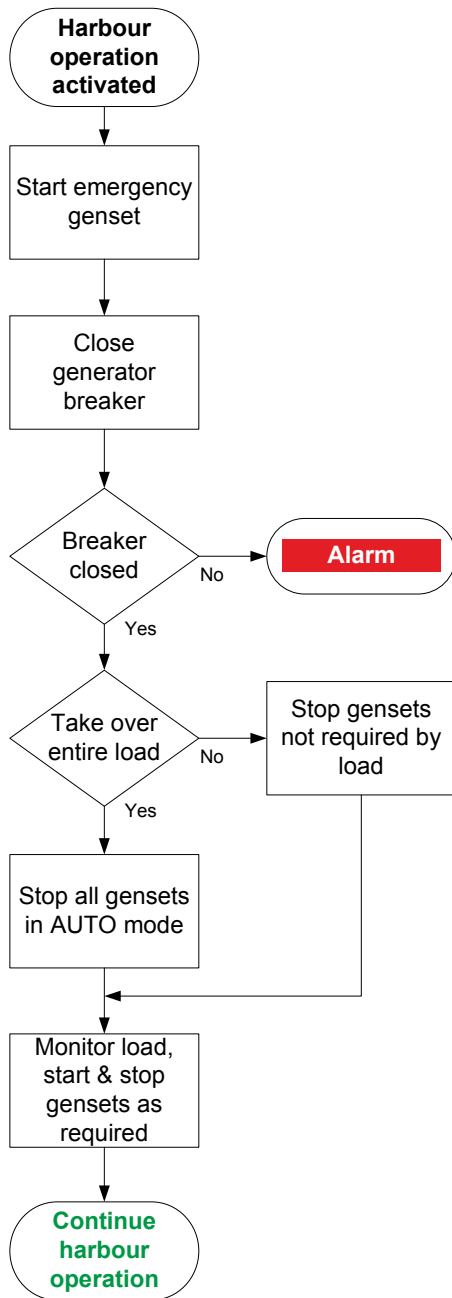 Harbour
operation
activated
Start emergency
genset
Close
generator
breaker
Breaker
closed
No
Alarm
Yes
Take over
entire load
No
Stop gensets
not required by
load
Yes
Stop all gensets
in AUTO mode
Monitor load,
start & stop
gensets as
required
Continue
harbour
operation